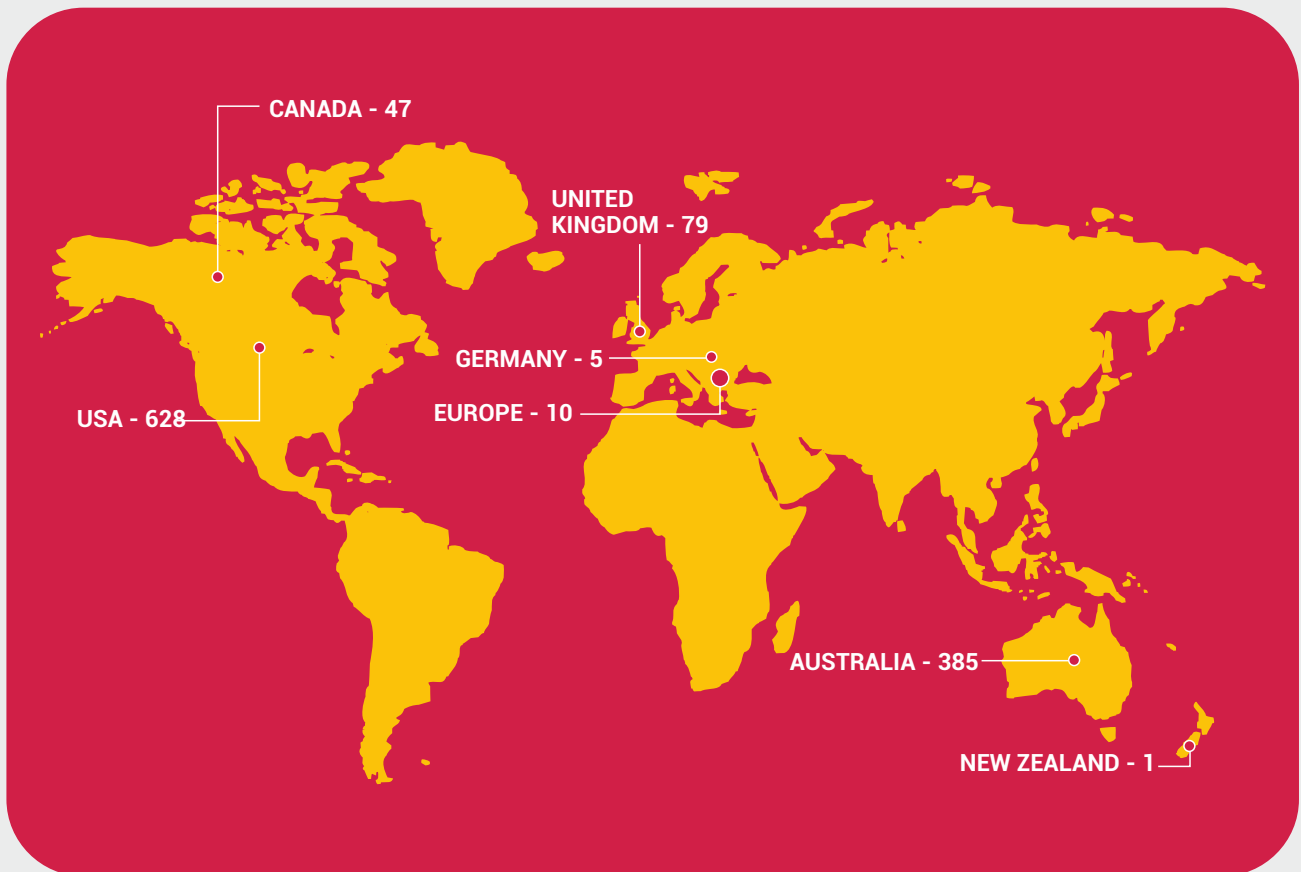 CANADA - 47
UNITED
KINGDOM - 79
GERMANY - 5
EUROPE - 10
USA - 628
AUSTRALIA - 385
NEW ZEALAND - 1